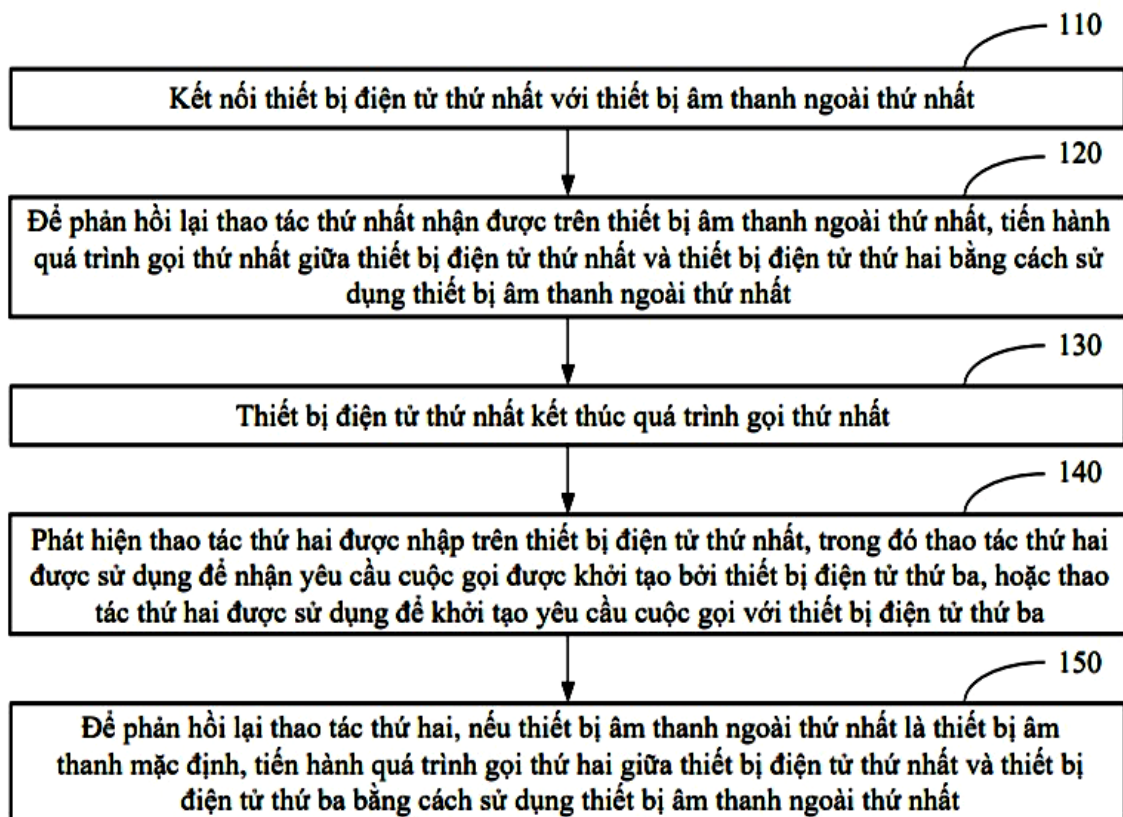 110
Kết nối thiết bị điện tử thứ nhất với thiết bị âm thanh ngoài thứ nhất
120
Để phản hồi lại thao tác thứ nhất nhận được trên thiết bị âm thanh ngoài thứ nhất, tiến hành
quá trình gọi thứ nhất giữa thiết bị điện tử thứ nhất và thiết bị điện tử thứ hai bằng cách sử
dụng thiết bị âm thanh ngoài thứ nhất
130
Thiết bị điện tử thứ nhất kết thúc quá trình gọi thứ nhất
140
Phát hiện thao tác thứ hai được nhập trên thiết bị điện tử thứ nhất, trong đó thao tác thứ hai
được sử dụng để nhận yêu cầu cuộc gọi được khởi tạo bởi thiết bị điện tử thứ ba, hoặc thao
tác thứ hai được sử dụng để khởi tạo yêu cầu cuộc gọi với thiết bị điện tử thứ ba
150
Để phản hồi lại thao tác thứ hai, nếu thiết bị âm thanh ngoài thứ nhất là thiết bị âm
thanh mặc định, tiến hành quá trình gọi thứ hai giữa thiết bị điện tử thứ nhất và thiết bị
điện tử thứ ba bằng cách sử dụng thiết bị âm thanh ngoài thứ nhất